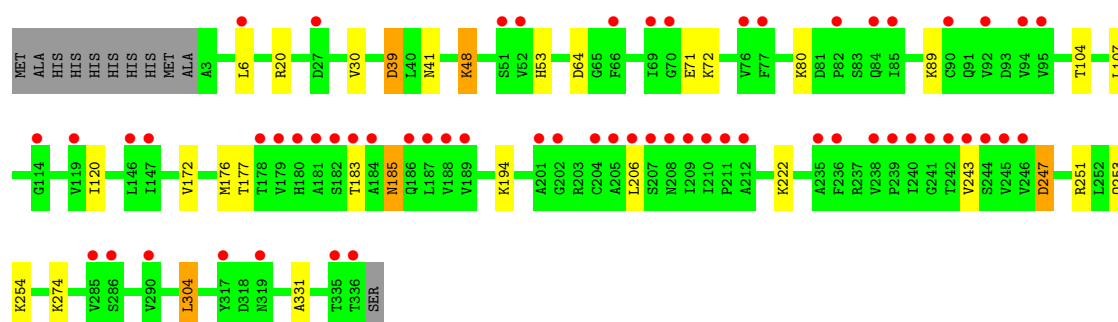 MET ALA HIS HIS HIS HIS HIS HIS MET ALA A3 L6 R20 D27 V30 D39 L40 N41 K48 S51 V52 H53 D64 G65 F66 I69 G70 E71 K72 V76 F77 K80 D81 P82 S83 Q84 I85 K89 C90 Q91 V92 D93 V94 V95 T104
G114 V119 I120 L146 I147 V172 M176 T177 T178 V179 H180 A181 S182 T183 A184 N185 Q186 L187 V188 V189 K194 A201 G202 R203 C204 A205 L206 S207 N208 I209 I210 P211 A212 K222 A235 F236 R237 V238 P239 I240 G241 T242 V243 S244 V245 V246 D247 R251 L252
K254 K274 V285 S286 V290 L304 Y317 D318 N319 A331 T335 T336 SER